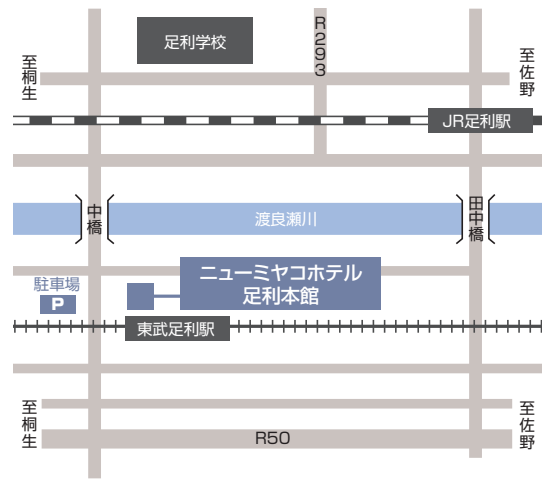 足利学校
R293
至桐生
至佐野
JR足利駅
中橋
渡良瀬川
田中橋
ニューミヤコホテル
足利本館
駐車場
P
東武足利駅
至桐生
R50
至佐野